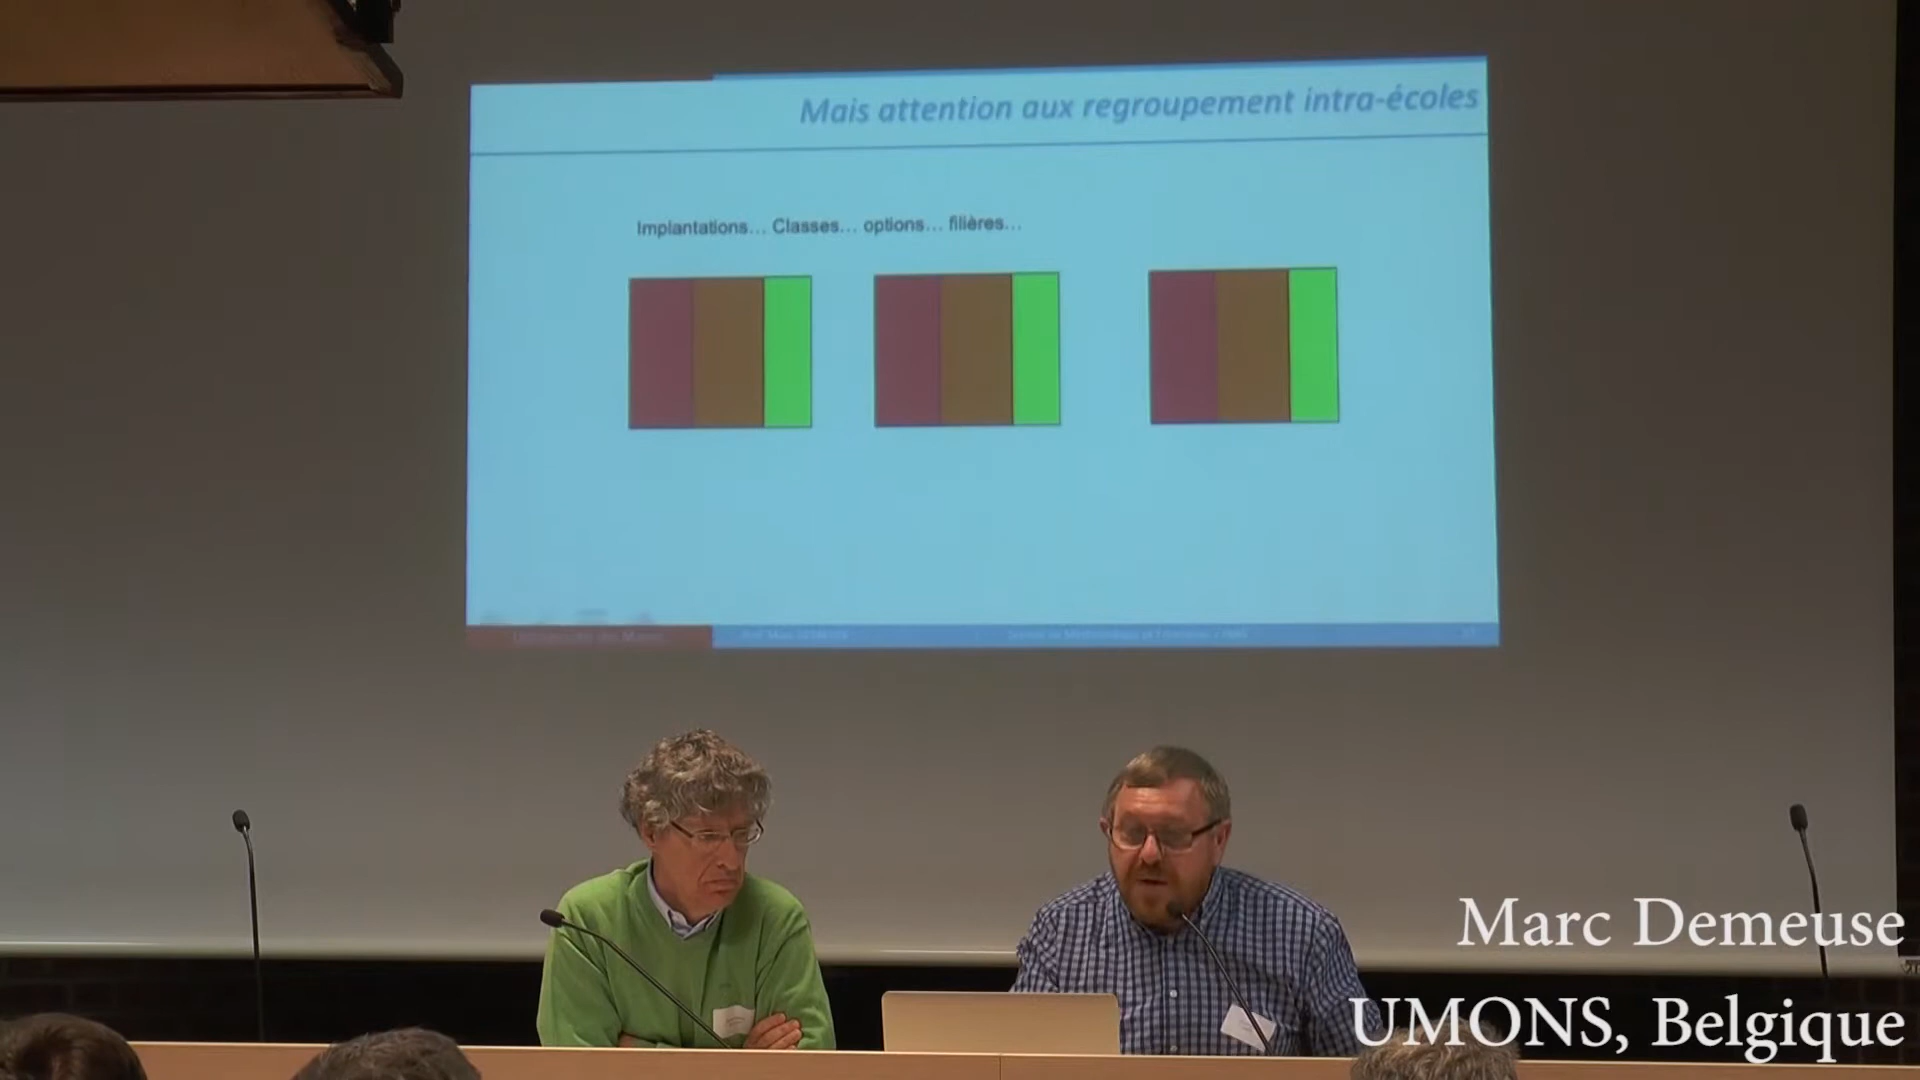 Mais attention aux regroupement intra-écoles
Implantations... Classes... options... filières...
Marc Demeuse
UMONS, Belgique